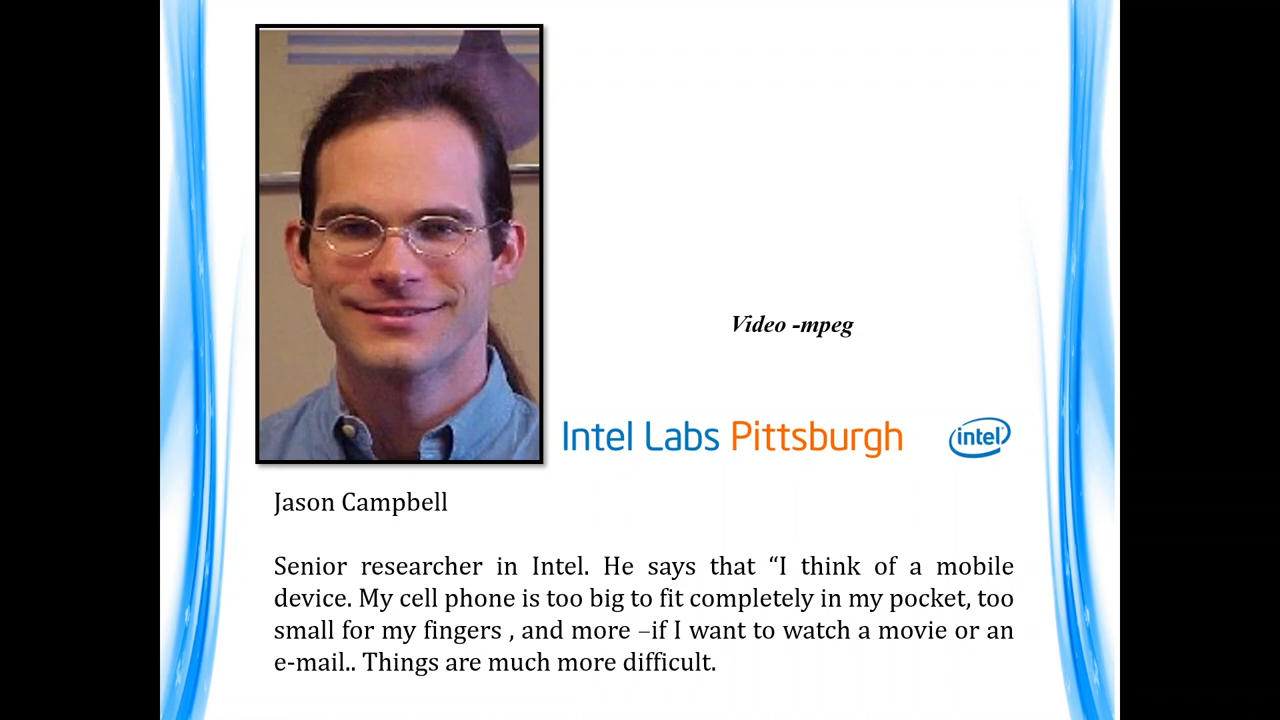 Video -mpeg
Intel Labs Pittsburgh
intel
Jason Campbell
Senior researcher in Intel. He says that “I think of a mobile
device. My cell phone is too big to fit completely in my pocket, too
small for my fingers , and more –if I want to watch a movie or an
e-mail.. Things are much more difficult.